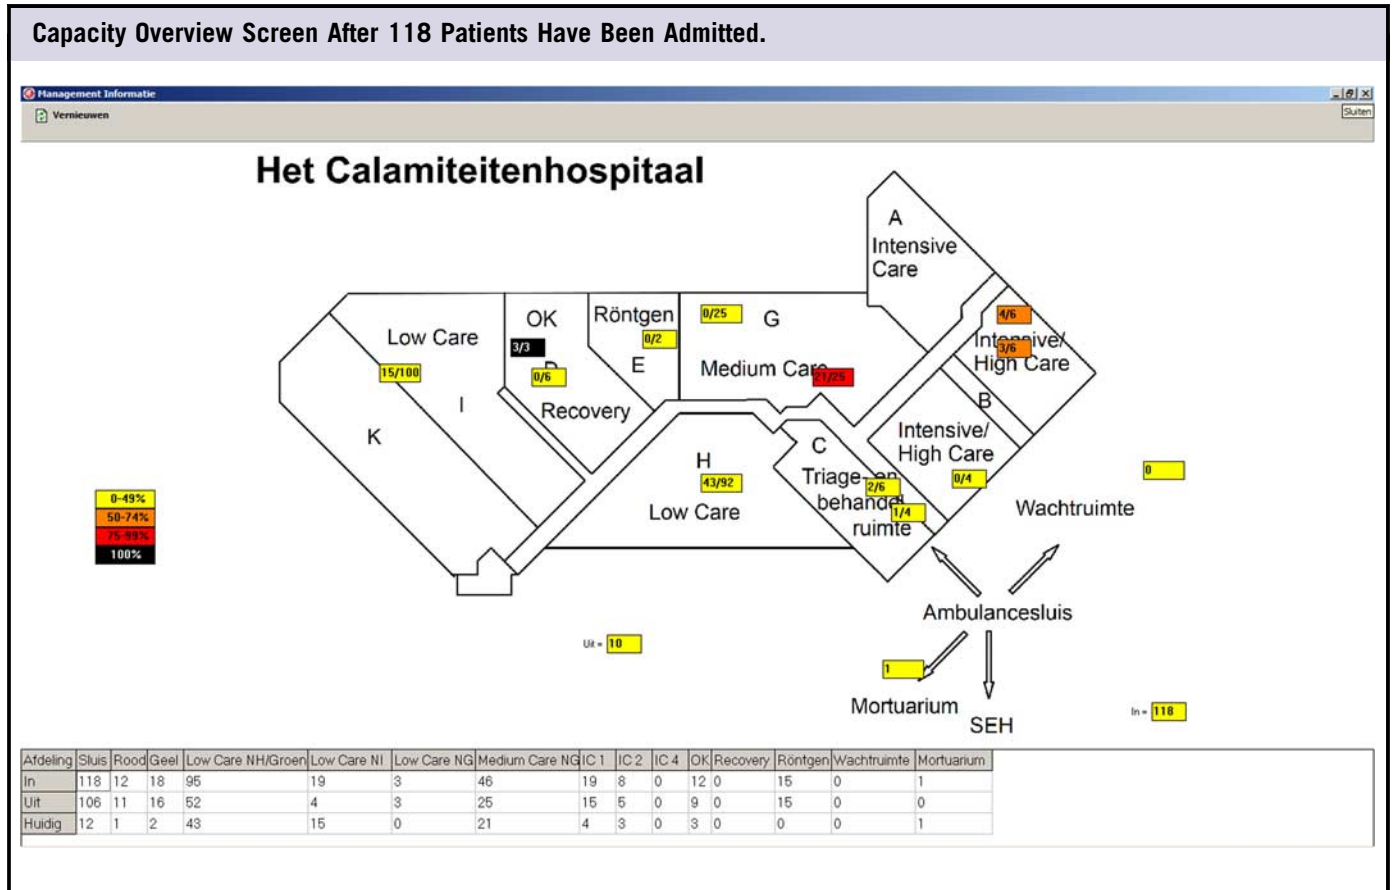 Capacity Overview Screen After 118 Patients Have Been Admitted.
Management Informatie
Sluiten
Vernieuwen
Het Calamiteitenhospitaal
A
Intensive
Care
OK
Röntgen
0/25
G
4/6
Low Care
3/3
0/2
Intensive/
3/6
High Care
15/100
0/6
E
Medium Care
21/25
I
Recovery
B
K
Intensive/
High Care
H
C
43/92
Triage- en
2/6
0/4
0
0-49%
50-74%
75-99%
100%
Low Care
behandel
1/4
ruimte
Wachtruimte
Ambulancesluis
Uit = 10
1
Mortuarium
SEH
In = 118
Afdeling Sluis Rood Geel Low Care NH/Groen Low Care NI Low Care NG Medium Care NG IC 1 IC 2 IC 4 OK Recovery Röntgen Wachtruimte Mortuarium
In 118 12 18 95 19 3 46 19 8 0 12 0 15 0 1
Uit 106 11 16 52 4 3 25 15 5 0 9 0 15 0 0
Huidig 12 1 2 43 15 0 21 4 3 0 3 0 0 0 1